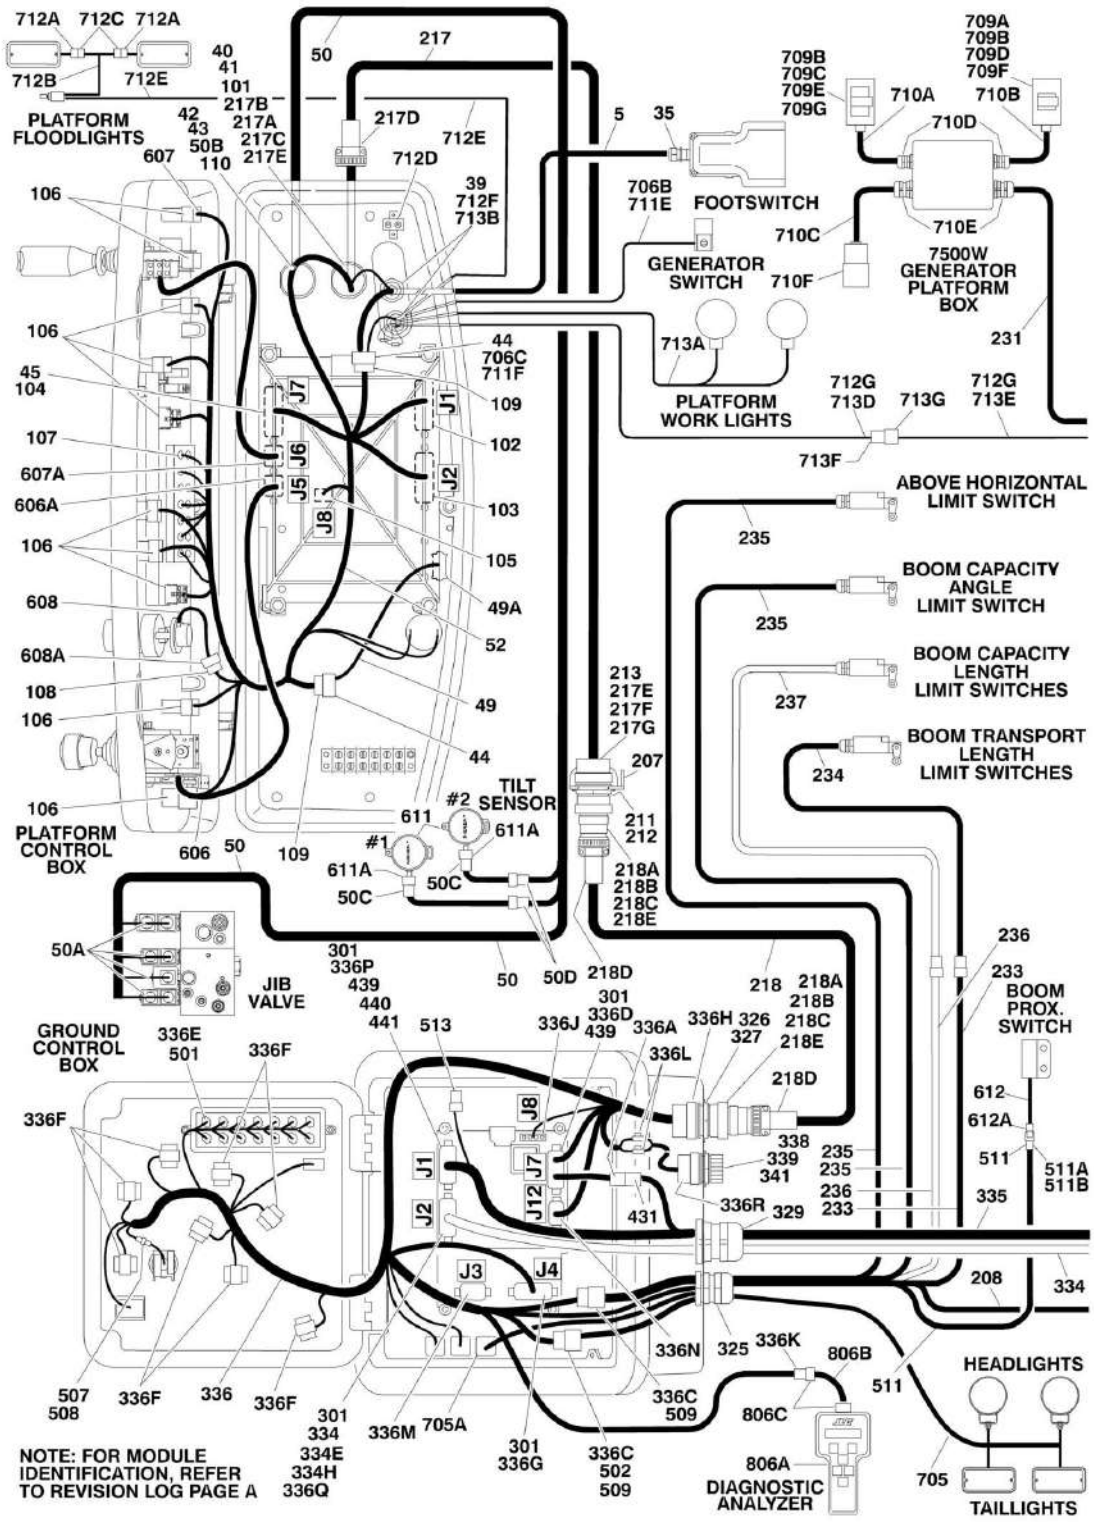 712A
712C
712A
712B
712E
PLATFORM
FLOODLIGHTS
40
41
101
217B
217A
217C
217E
42
43
50B
110
607
50
217
217D
712D
712E
5
35
FOOTSWITCH
39
712F
713B
706B
711E
GENERATOR
SWITCH
709B
709C
709E
709G
709A
709B
709D
709F
710A
710B
710D
710C
710E
710F
7500W
GENERATOR
PLATFORM
BOX
231
106
106
45
104
107
607A
606A
106
608
608A
108
106
106
PLATFORM
CONTROL
BOX
606
109
J7
J1
J6
J5
J2
J8
44
706C
711F
109
102
103
105
49A
52
49
44
713A
PLATFORM
WORK LIGHTS
712G
713D
713G
712G
713E
713F
ABOVE HORIZONTAL
LIMIT SWITCH
235
BOOM CAPACITY
ANGLE
LIMIT SWITCH
235
BOOM CAPACITY
LENGTH
LIMIT SWITCHES
237
BOOM TRANSPORT
LENGTH
LIMIT SWITCHES
234
213
217E
217F
217G
207
211
212
218A
218B
218C
218E
218D
TILT
SENSOR
#2
611
#1
611A
611A
50C
50C
50D
50
50
50A
JIB
VALVE
GROUND
CONTROL
BOX
301
336P
439
440
441
513
336J
301
336D
439
336A
336L
336H
326
327
218
218A
218B
218C
218E
218D
236
233
BOOM
PROX.
SWITCH
612
612A
511
511A
511B
336E
501
336F
336F
J8
J1
J7
J2
J12
J3
J4
338
339
341
336R
431
329
235
235
236
233
335
208
334
336N
325
336K
806B
511
HEADLIGHTS
507
508
336F
336
336F
301
334
334E
334H
336Q
336M
705A
301
336G
336C
509
336C
502
509
806C
JLG
806A
DIAGNOSTIC
ANALYZER
705
TAILLIGHTS
NOTE: FOR MODULE
IDENTIFICATION, REFER
TO REVISION LOG PAGE A